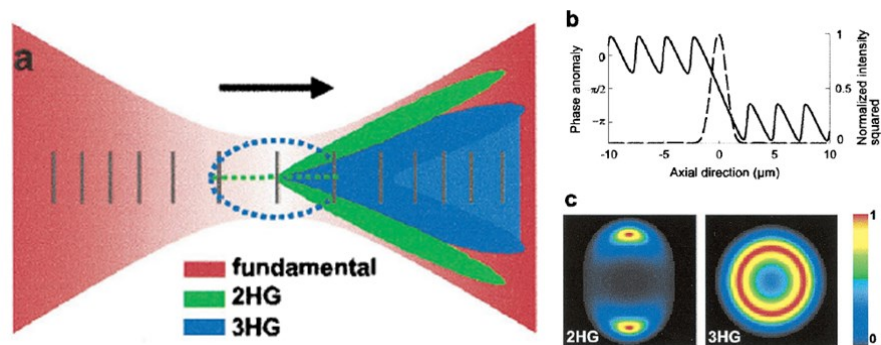 a
fundamental
2HG
3HG
b
Phase anomaly
0
π/2
−π
-10
-5
0
5
10
Axial direction (μm)
1
0.5
0
Normalized intensity
squared
c
2HG
3HG
1
0